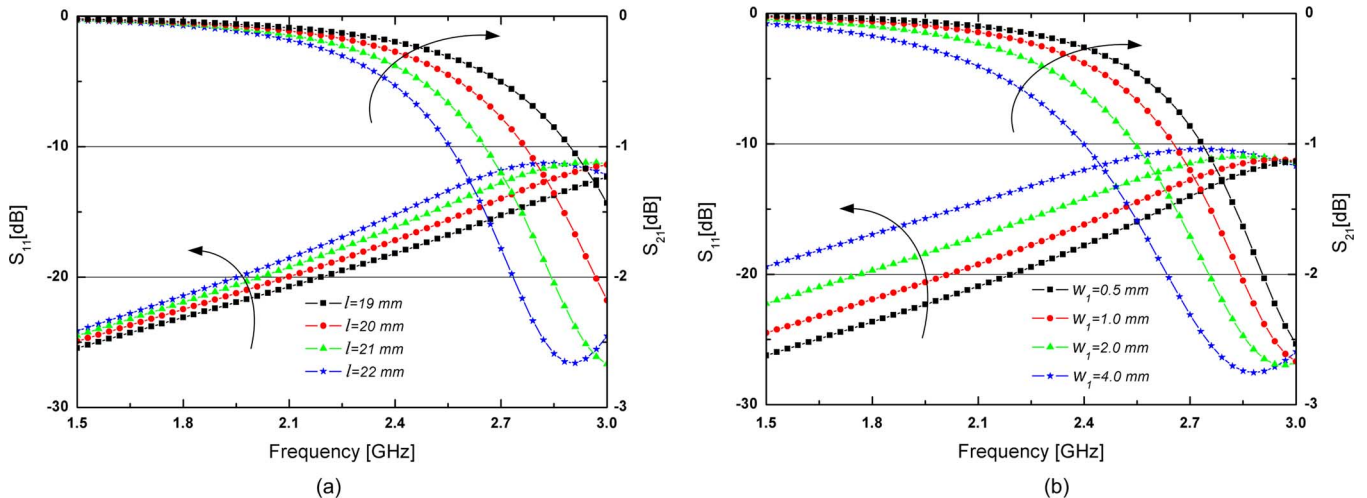 0
-10
-20
-30
S11[dB]
0
-1
-2
-3
S21[dB]
l=19 mm
l=20 mm
l=21 mm
l=22 mm
1.5 1.8 2.1 2.4 2.7 3.0
Frequency [GHz]
(a)
0
-10
-20
-30
S11[dB]
0
-1
-2
-3
S21[dB]
W1=0.5 mm
W1=1.0 mm
W1=2.0 mm
W1=4.0 mm
1.5 1.8 2.1 2.4 2.7 3.0
Frequency [GHz]
(b)